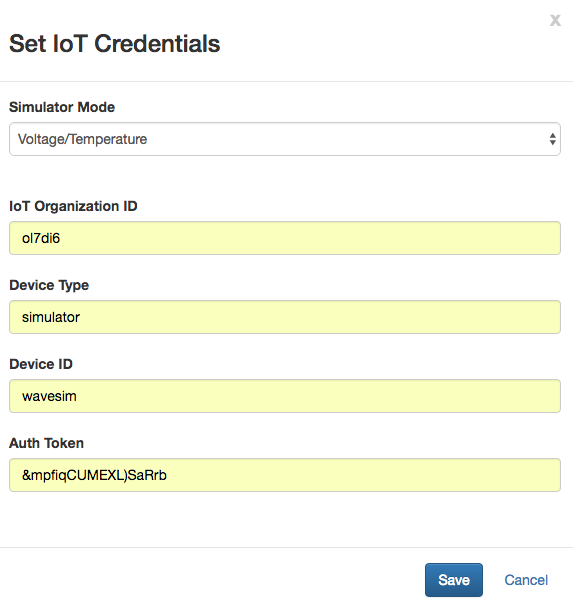 x
Set IoT Credentials
Simulator Mode
Voltage/Temperature
IoT Organization ID
ol7di6
Device Type
simulator
Device ID
wavesim
Auth Token
&mpfiqCUMEXL)SaRrb
Save Cancel